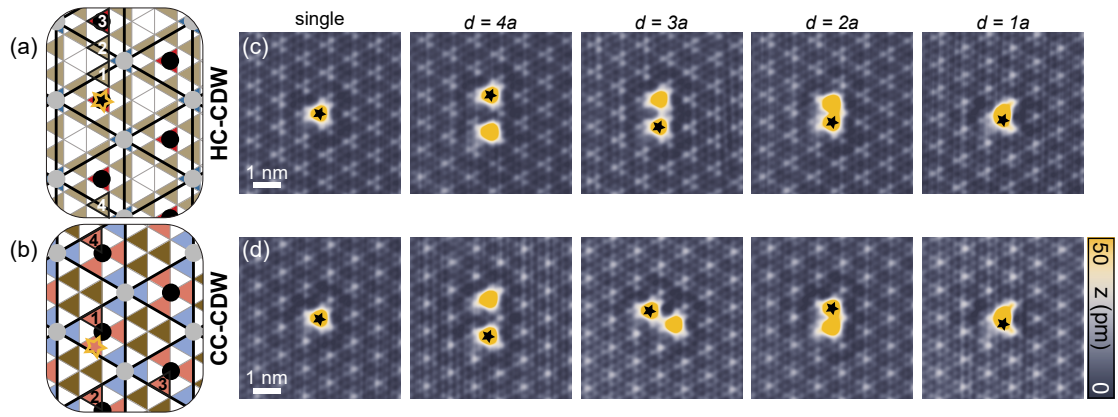 single
d = 4a
d = 3a
d = 2a
d = 1a
(a)
3
2
1
4
HC-CDW
(c)
1 nm
(b)
4
1
3
2
CC-CDW
(d)
1 nm
50
z (pm)
0